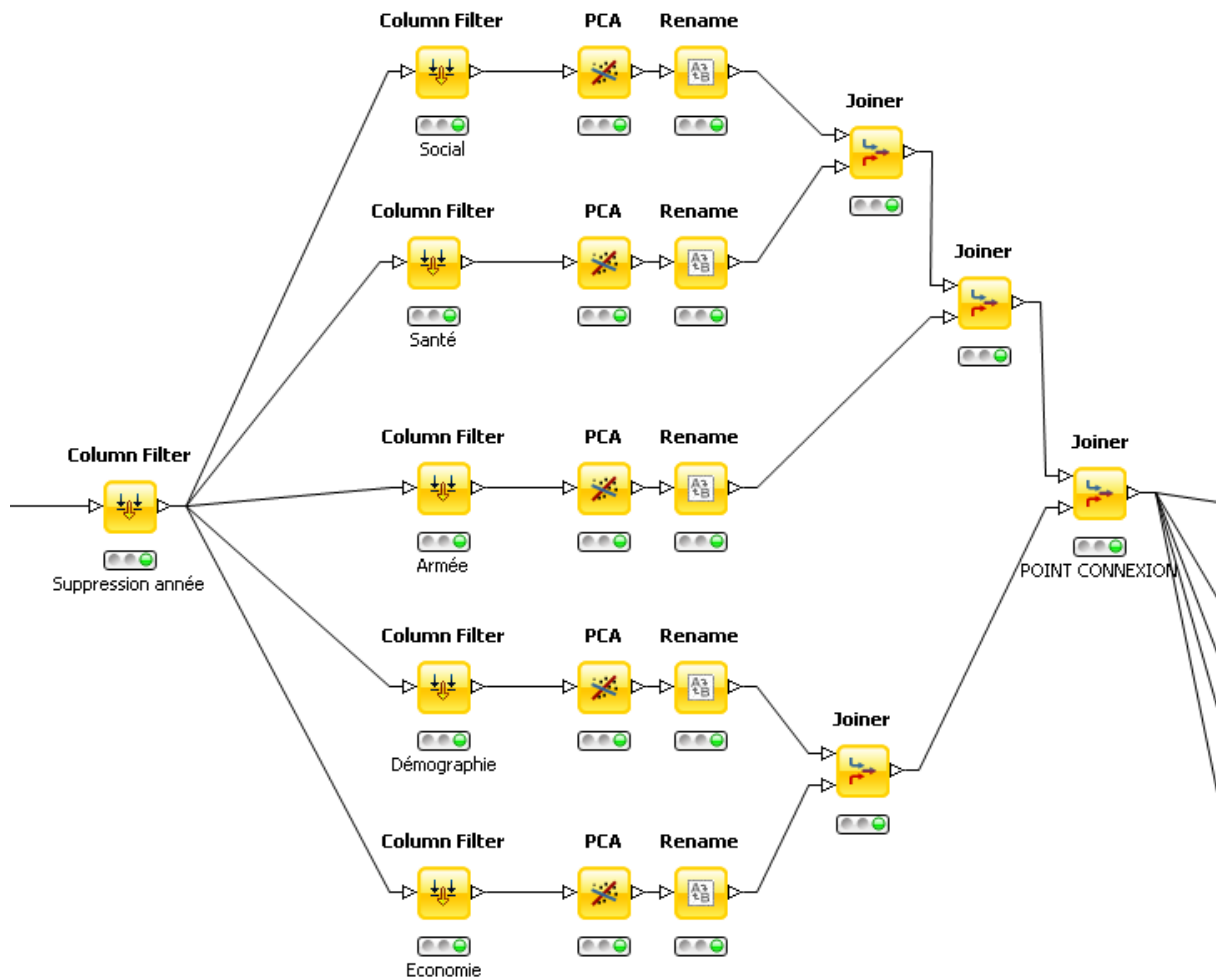 Column Filter PCA Rename
Joiner
Social
Column Filter PCA Rename
Joiner
Santé
Column Filter PCA Rename
Joiner
Column Filter
Armée
POINT CONNEXION
Suppression année
Column Filter PCA Rename
Joiner
Démographie
Column Filter PCA Rename
Economie